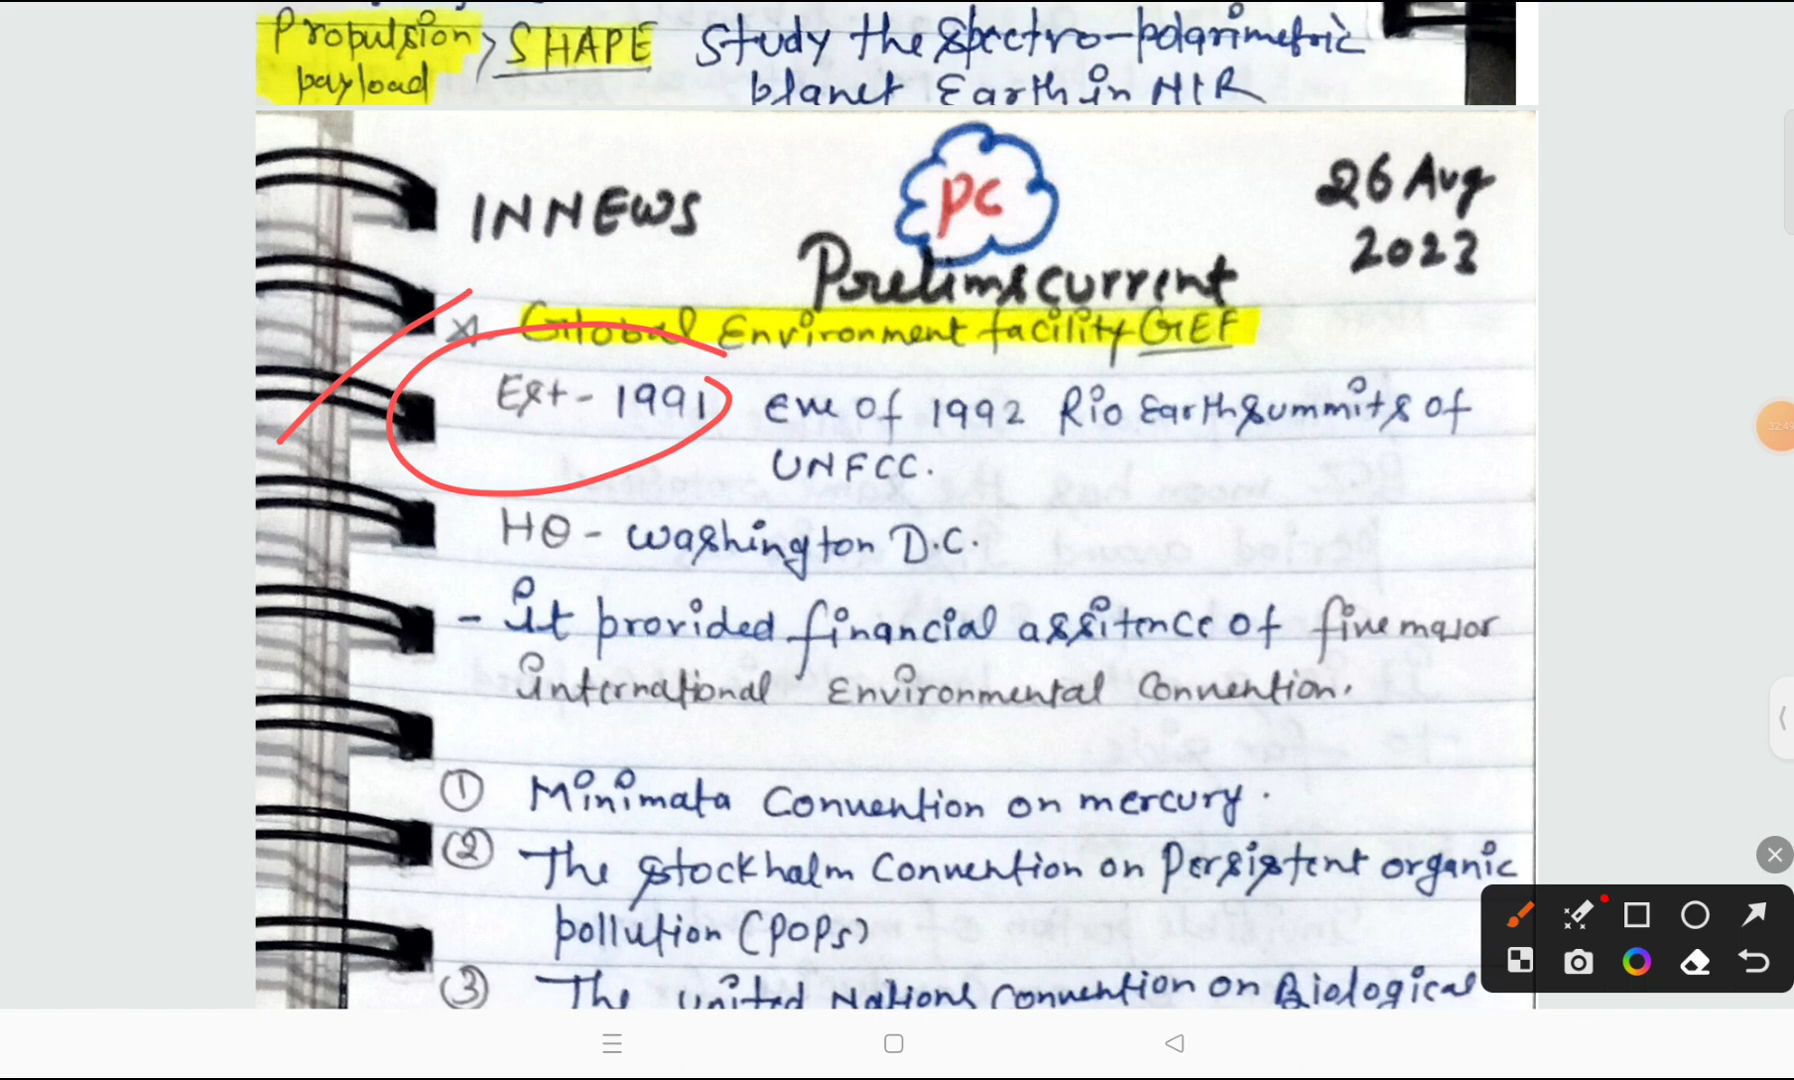 Propulsion > SHAPE Study the spectro-polarimetric
payload planet Earth in NIR
INNEWS
PC
26 Aug
2023
Prelimscurrent
Global Environment facility GEF
Est - 1991 eve of 1992 Rio Earth summits of
UNFCC.
HQ - washington D.C.
- it provided financial assitence of five major
international Environmental Convention.
① Minimata Convention on mercury.
② The stockhalm Convention on Persistent organic
pollution (POPs)
③ The united Nations convention on Biological
32:49